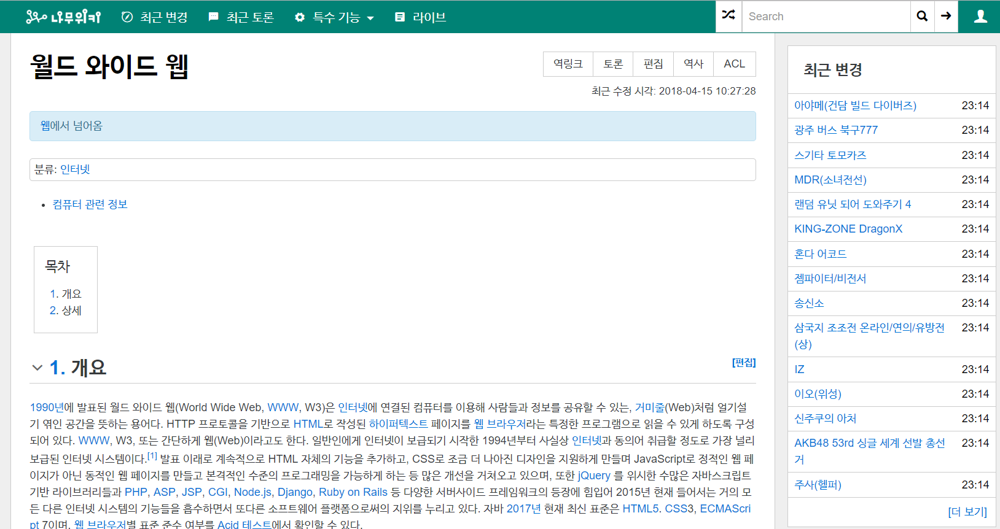 나무위키 최근 변경 최근 토론 특수 기능 라이브 Search
월드 와이드 웹
역링크 토론 편집 역사 ACL
최근 수정 시각: 2018-04-15 10:27:28
웹에서 넘어옴
분류: 인터넷
• 컴퓨터 관련 정보
목차
1. 개요
2. 상세
1. 개요 [편집]
1990년에 발표된 월드 와이드 웹(World Wide Web, WWW, W3)은 인터넷에 연결된 컴퓨터를 이용해 사람들과 정보를 공유할 수 있는, 거미줄(Web)처럼 얼기설
기 엮인 공간을 뜻하는 용어다. HTTP 프로토콜을 기반으로 HTML로 작성된 하이퍼텍스트 페이지를 웹 브라우저라는 특정한 프로그램으로 읽을 수 있게 하도록 구성
되어 있다. WWW, W3, 또는 간단하게 웹(Web)이라고도 한다. 일반인에게 인터넷이 보급되기 시작한 1994년부터 사실상 인터넷과 동의어 취급할 정도로 가장 널리
보급된 인터넷 시스템이다.[1] 발표 이래로 계속적으로 HTML 자체의 기능을 추가하고, CSS로 조금 더 나아진 디자인을 지원하게 만들며 JavaScript로 정적인 웹 페
이지가 아닌 동적인 웹 페이지를 만들고 본격적인 수준의 프로그래밍을 가능하게 하는 등 많은 개선을 거쳐오고 있으며, 또한 jQuery 를 위시한 수많은 자바스크립트
기반 라이브러리들과 PHP, ASP, JSP, CGI, Node.js, Django, Ruby on Rails 등 다양한 서버사이드 프레임워크의 등장에 힘입어 2015년 현재 들어서는 거의 모
든 다른 인터넷 시스템의 기능들을 흡수하면서 또다른 소프트웨어 플랫폼으로써의 지위를 누리고 있다. 자바 2017년 현재 최신 표준은 HTML5. CSS3, ECMAScri
pt 7이며, 웹 브라우저별 표준 준수 여부를 Acid 테스트에서 확인할 수 있다.
최근 변경
아야메(건담 빌드 다이버즈) 23:14
광주 버스 북구777 23:14
스기타 토모카즈 23:14
MDR(소녀전선) 23:14
랜덤 유닛 되어 도와주기 4 23:14
KING-ZONE DragonX 23:14
혼다 어코드 23:14
젬파이터/비전서 23:14
송신소 23:14
삼국지 조조전 온라인/연의/유방전 23:14
(상)
IZ 23:14
이오(위성) 23:14
신주쿠의 아처 23:14
AKB48 53rd 싱글 세계 선발 총선 23:14
거
주사(헬퍼) 23:14
[더 보기]